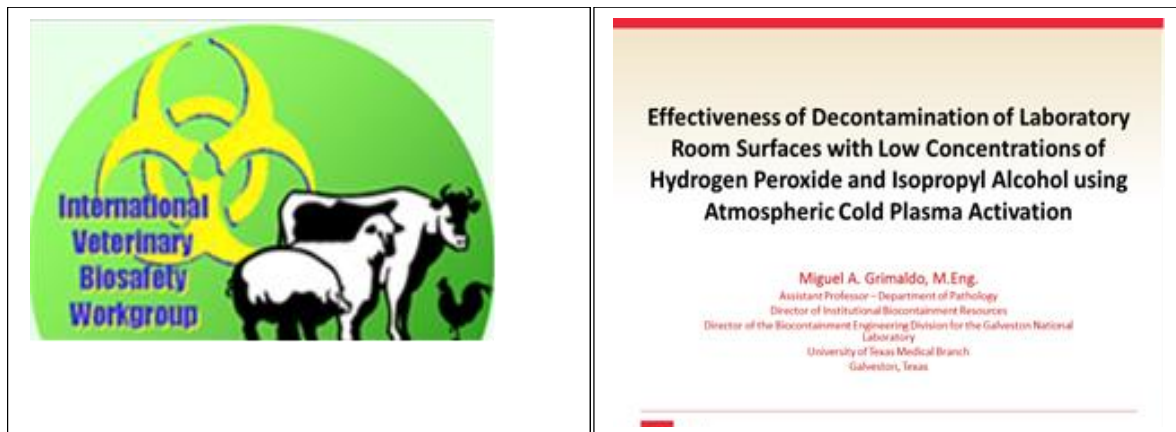 International
Veterinary
Biosafety
Workgroup
Effectiveness of Decontamination of Laboratory
Room Surfaces with Low Concentrations of
Hydrogen Peroxide and Isopropyl Alcohol using
Atmospheric Cold Plasma Activation
Miguel A. Grimaldo, M.Eng.
Assistant Professor – Department of Pathology
Director of Institutional Biocontainment Resources
Director of the Biocontainment Engineering Division for the Galveston National
Laboratory
University of Texas Medical Branch
Galveston, Texas